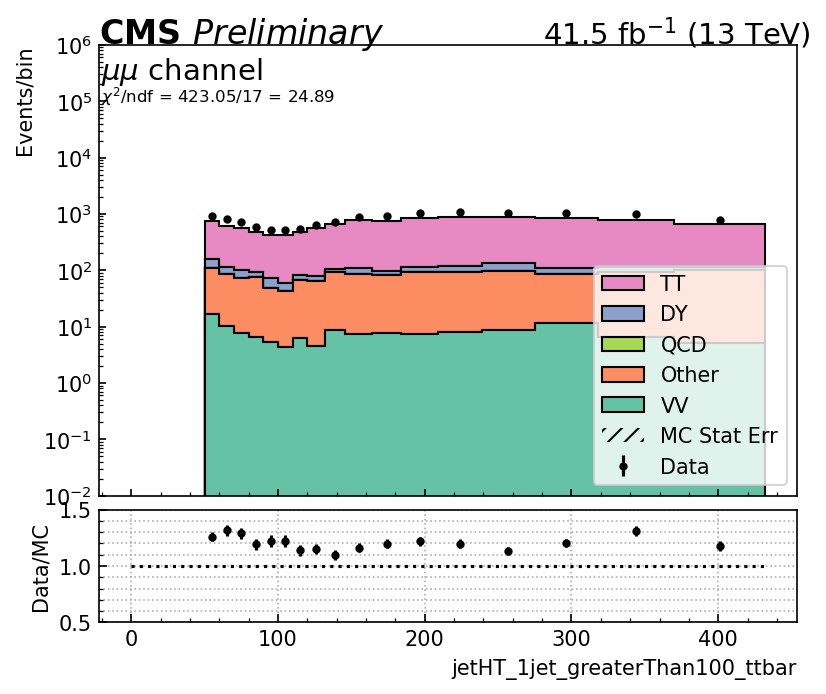 CMS Preliminary 41.5 fb⁻¹ (13 TeV)
μμ channel
χ²/ndf = 423.05/17 = 24.89
Events/bin
10⁶
10⁵
10⁴
10³
10²
10¹
10⁰
10⁻¹
10⁻²
TT
DY
QCD
Other
VV
MC Stat Err
Data
Data/MC
1.5
1.0
0.5
0 100 200 300 400
jetHT_1jet_greaterThan100_ttbar